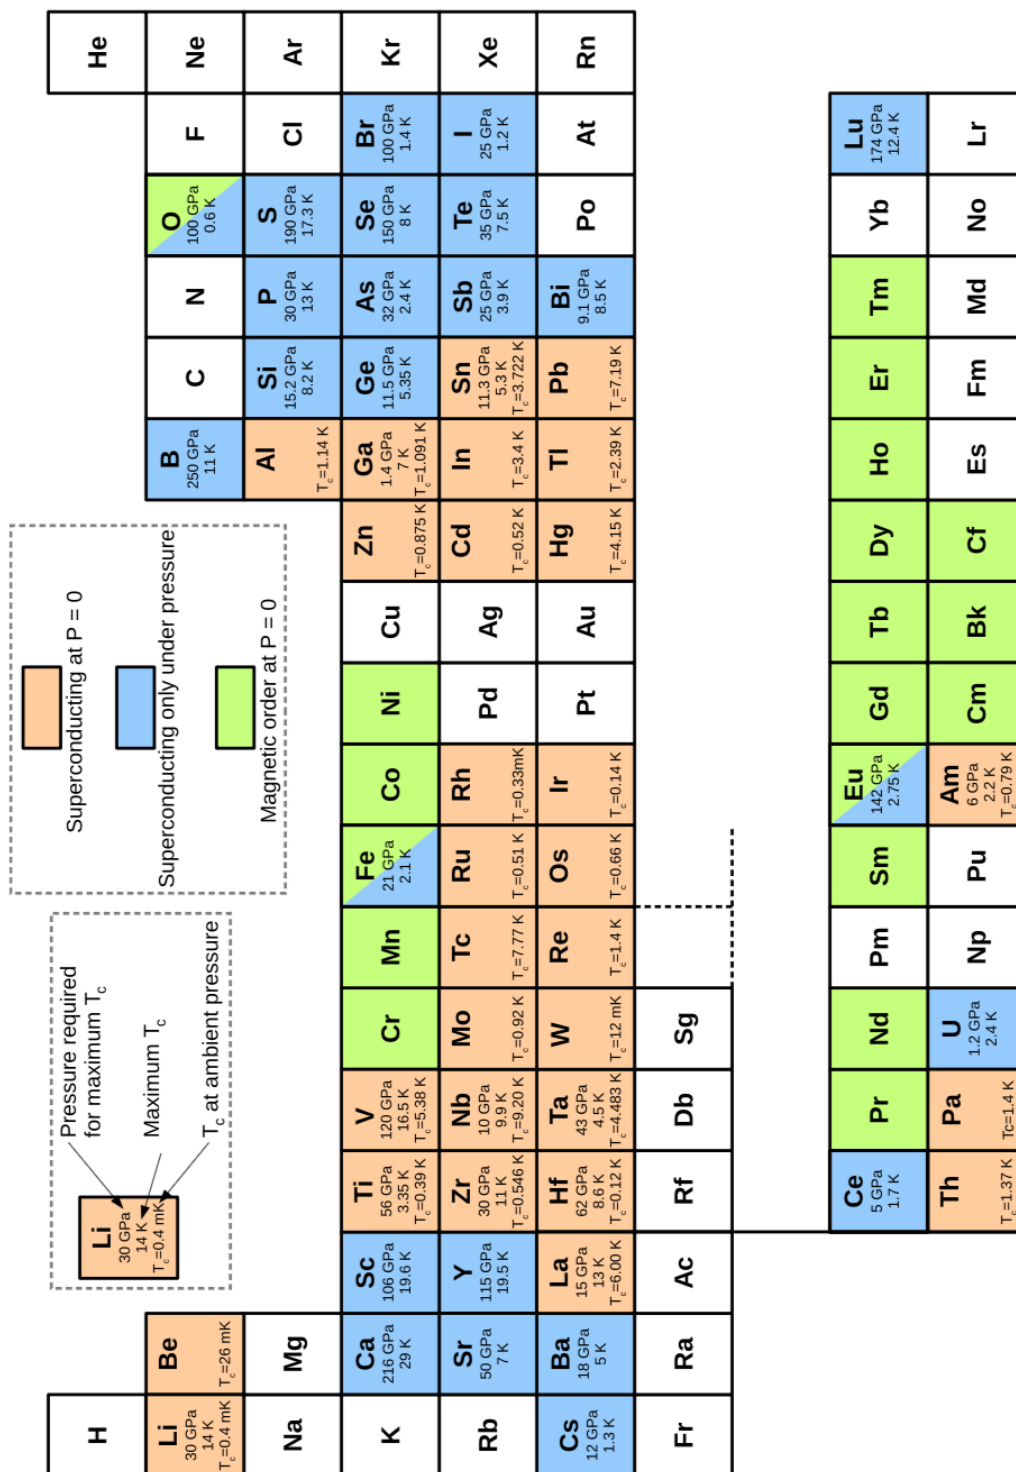 H
He
Li
30 GPa
14 K
Tc=0.4 mK
Pressure required
for maximum Tc
Maximum Tc
Tc at ambient pressure
Superconducting at P = 0
Superconducting only under pressure
Magnetic order at P = 0
Li
30 GPa
14 K
Tc=0.4 mK
Be
Tc=26 mK
B
250 GPa
11 K
C
N
O
100 GPa
0.6 K
F
Ne
Na
Mg
Al
Tc=1.14 K
Si
15.2 GPa
8.2 K
P
30 GPa
13 K
S
190 GPa
17.3 K
Cl
Ar
K
Ca
216 GPa
29 K
Sc
106 GPa
19.6 K
Ti
56 GPa
3.35 K
Tc=0.39 K
V
120 GPa
16.5 K
Tc=5.38 K
Cr
Mn
Fe
21 GPa
2.1 K
Co
Ni
Cu
Zn
Tc=0.875 K
Ga
1.4 GPa
7 K
Tc=1.091 K
Ge
11.5 GPa
5.35 K
As
32 GPa
2.4 K
Se
150 GPa
8 K
Br
100 GPa
1.4 K
Kr
Rb
Sr
50 GPa
7 K
Y
115 GPa
19.5 K
Zr
30 GPa
11 K
Tc=0.546 K
Nb
10 GPa
9.9 K
Tc=9.20 K
Mo
Tc=0.92 K
Tc
Tc=7.77 K
Ru
Tc=0.51 K
Rh
Tc=0.33mK
Pd
Ag
Cd
Tc=0.52 K
In
Tc=3.4 K
Sn
11.3 GPa
5.3 K
Tc=3.722 K
Sb
25 GPa
3.9 K
Te
35 GPa
7.5 K
I
25 GPa
1.2 K
Xe
Cs
12 GPa
1.3 K
Ba
18 GPa
5 K
La
15 GPa
13 K
Tc=6.00 K
Hf
62 GPa
8.6 K
Tc=0.12 K
Ta
43 GPa
4.5 K
Tc=4.483 K
W
Tc=12 mK
Re
Tc=1.4 K
Os
Tc=0.66 K
Ir
Tc=0.14 K
Pt
Au
Hg
Tc=4.15 K
Tl
Tc=2.39 K
Pb
Tc=7.19 K
Bi
9.1 GPa
8.5 K
Po
At
Rn
Fr
Ra
Ac
Rf
Db
Sg
Ce
5 GPa
1.7 K
Pr
Nd
Pm
Sm
Eu
142 GPa
2.75 K
Gd
Tb
Dy
Ho
Er
Tm
Yb
Lu
174 GPa
12.4 K
Th
Tc=1.37 K
Pa
Tc=1.4 K
U
1.2 GPa
2.4 K
Np
Pu
Am
6 GPa
2.2 K
Tc=0.79 K
Cm
Bk
Cf
Es
Fm
Md
No
Lr